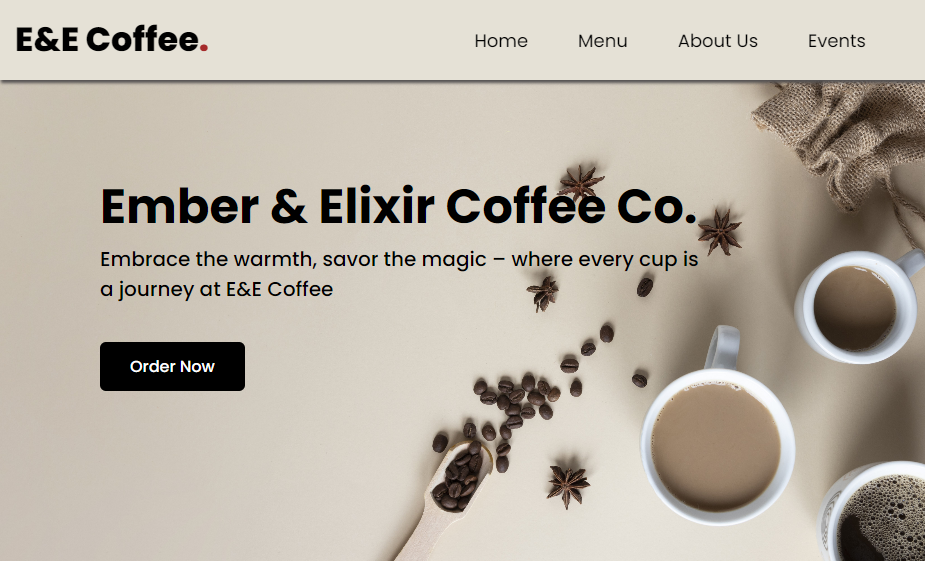 E&E Coffee.
Home Menu About Us Events
Ember & Elixir Coffee Co.
Embrace the warmth, savor the magic – where every cup is
a journey at E&E Coffee
Order Now